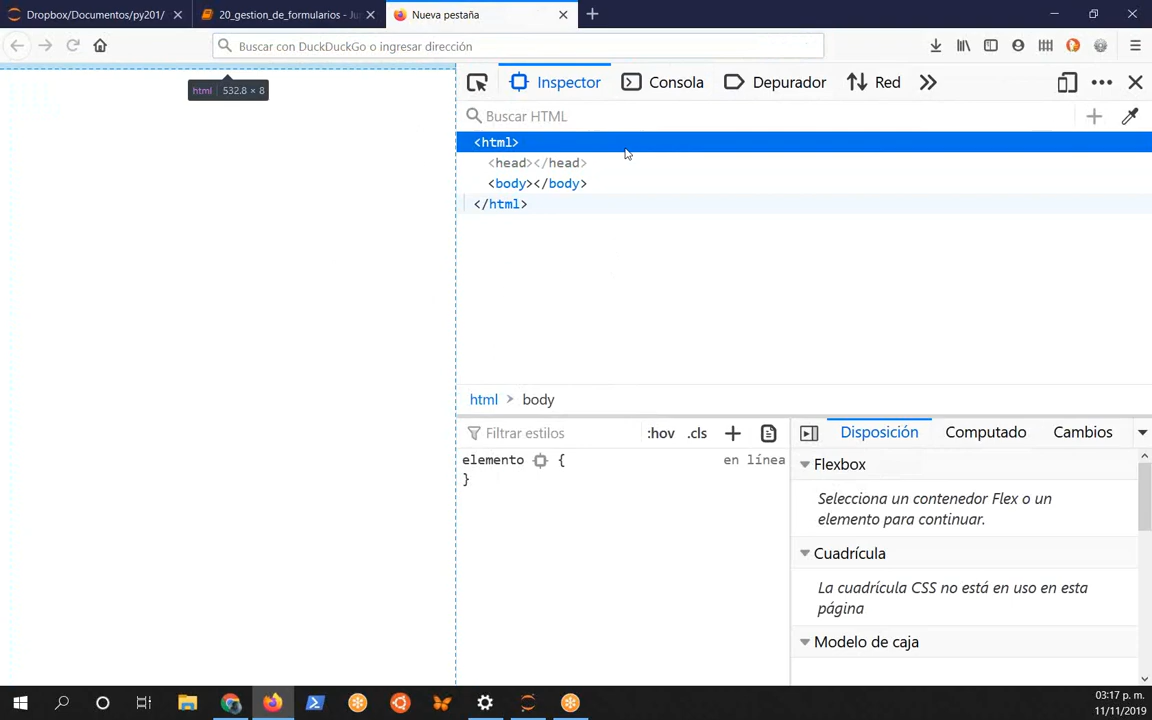 Dropbox/Documentos/py201/
20_gestion_de_formularios - Ju
Nueva pestaña
Buscar con DuckDuckGo o ingresar dirección
html 532.8 × 8
Inspector
Consola
Depurador
Red
Buscar HTML
<html>
<head></head>
<body></body>
</html>
html > body
Filtrar estilos
:hov .cls
Disposición
Computado
Cambios
elemento {
en línea
}
Flexbox
Selecciona un contenedor Flex o un
elemento para continuar.
Cuadrícula
La cuadrícula CSS no está en uso en esta
página
Modelo de caja
03:17 p. m.
11/11/2019